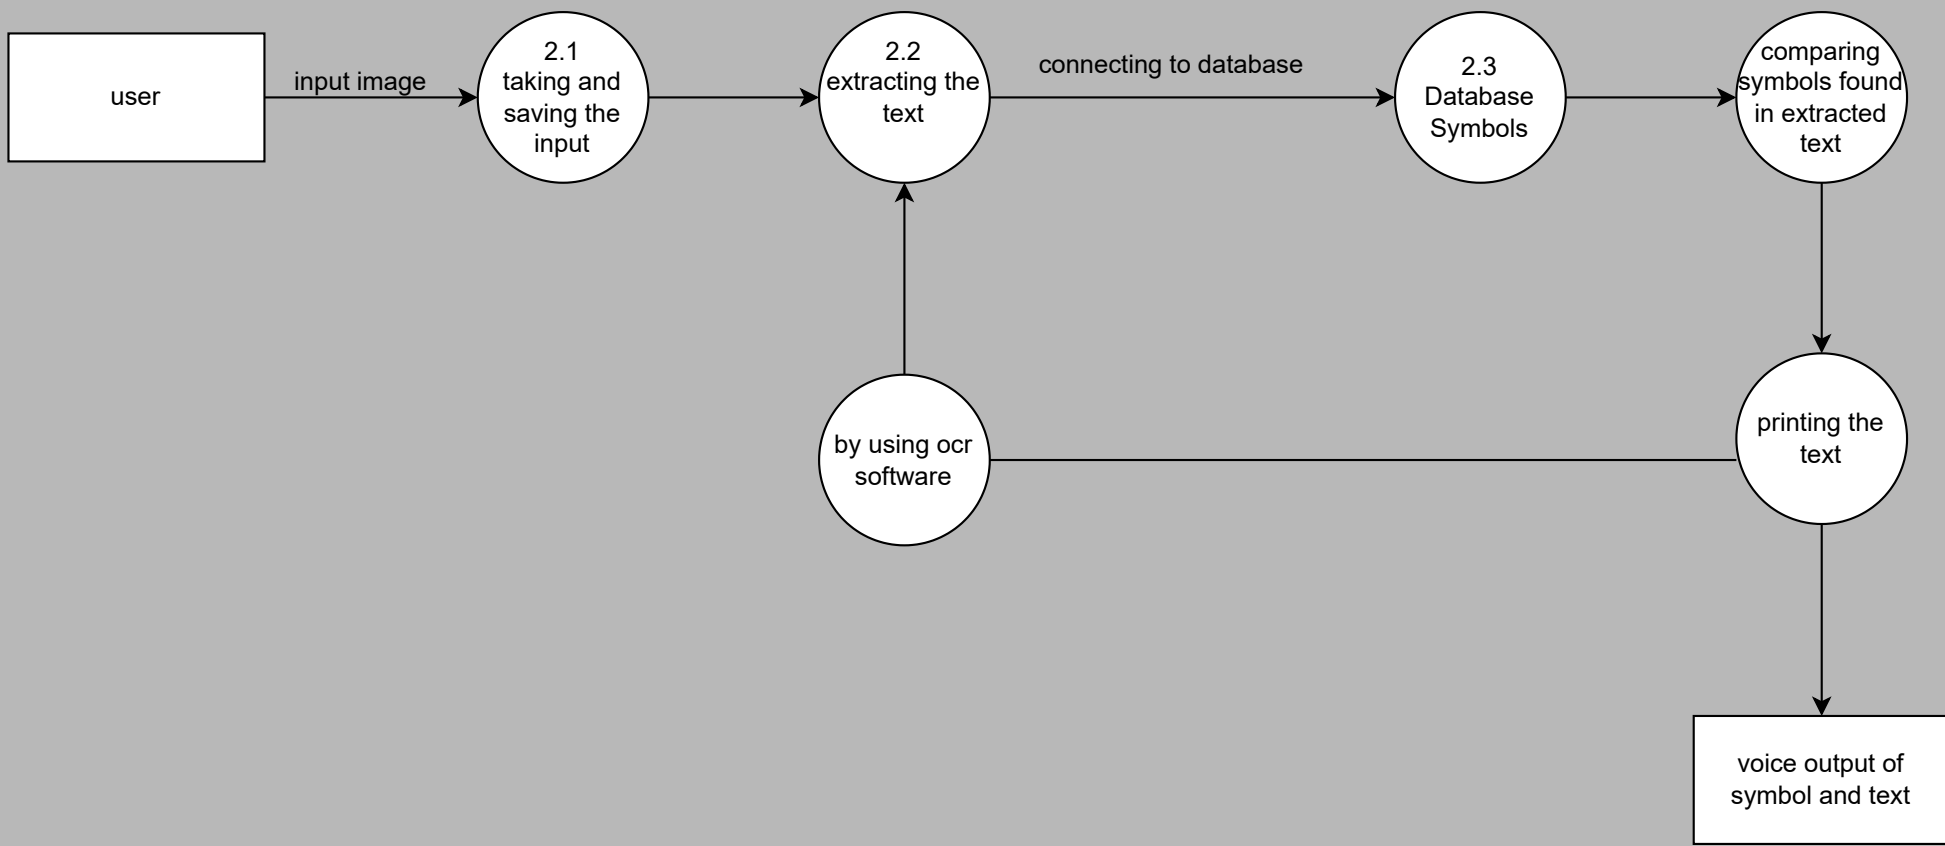 user
input image
2.1
taking and
saving the
input
2.2
extracting the
text
connecting to database
2.3
Database
Symbols
comparing
symbols found
in extracted
text
by using ocr
software
printing the
text
voice output of
symbol and text